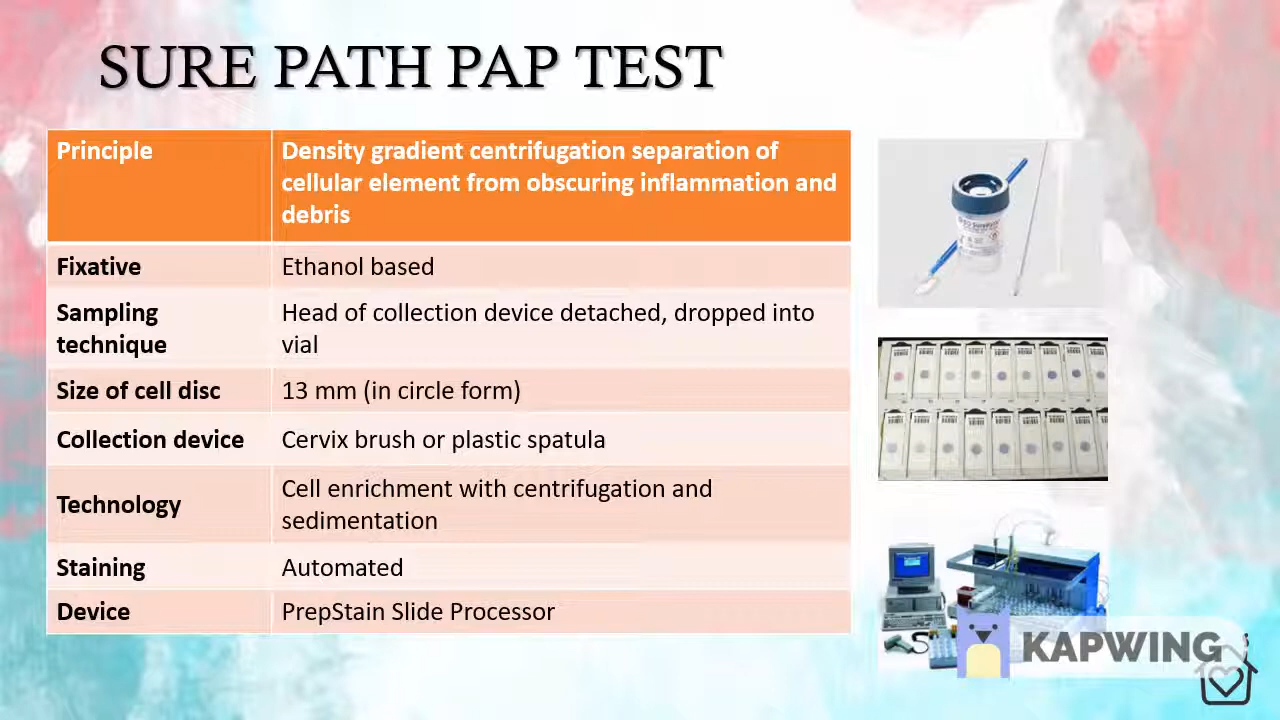 SURE PATH PAP TEST
Principle
Density gradient centrifugation separation of
cellular element from obscuring inflammation and
debris
Fixative
Ethanol based
Sampling
technique
Head of collection device detached, dropped into
vial
Size of cell disc
13 mm (in circle form)
Collection device
Cervix brush or plastic spatula
Technology
Cell enrichment with centrifugation and
sedimentation
Staining
Automated
Device
PrepStain Slide Processor
KAPWING